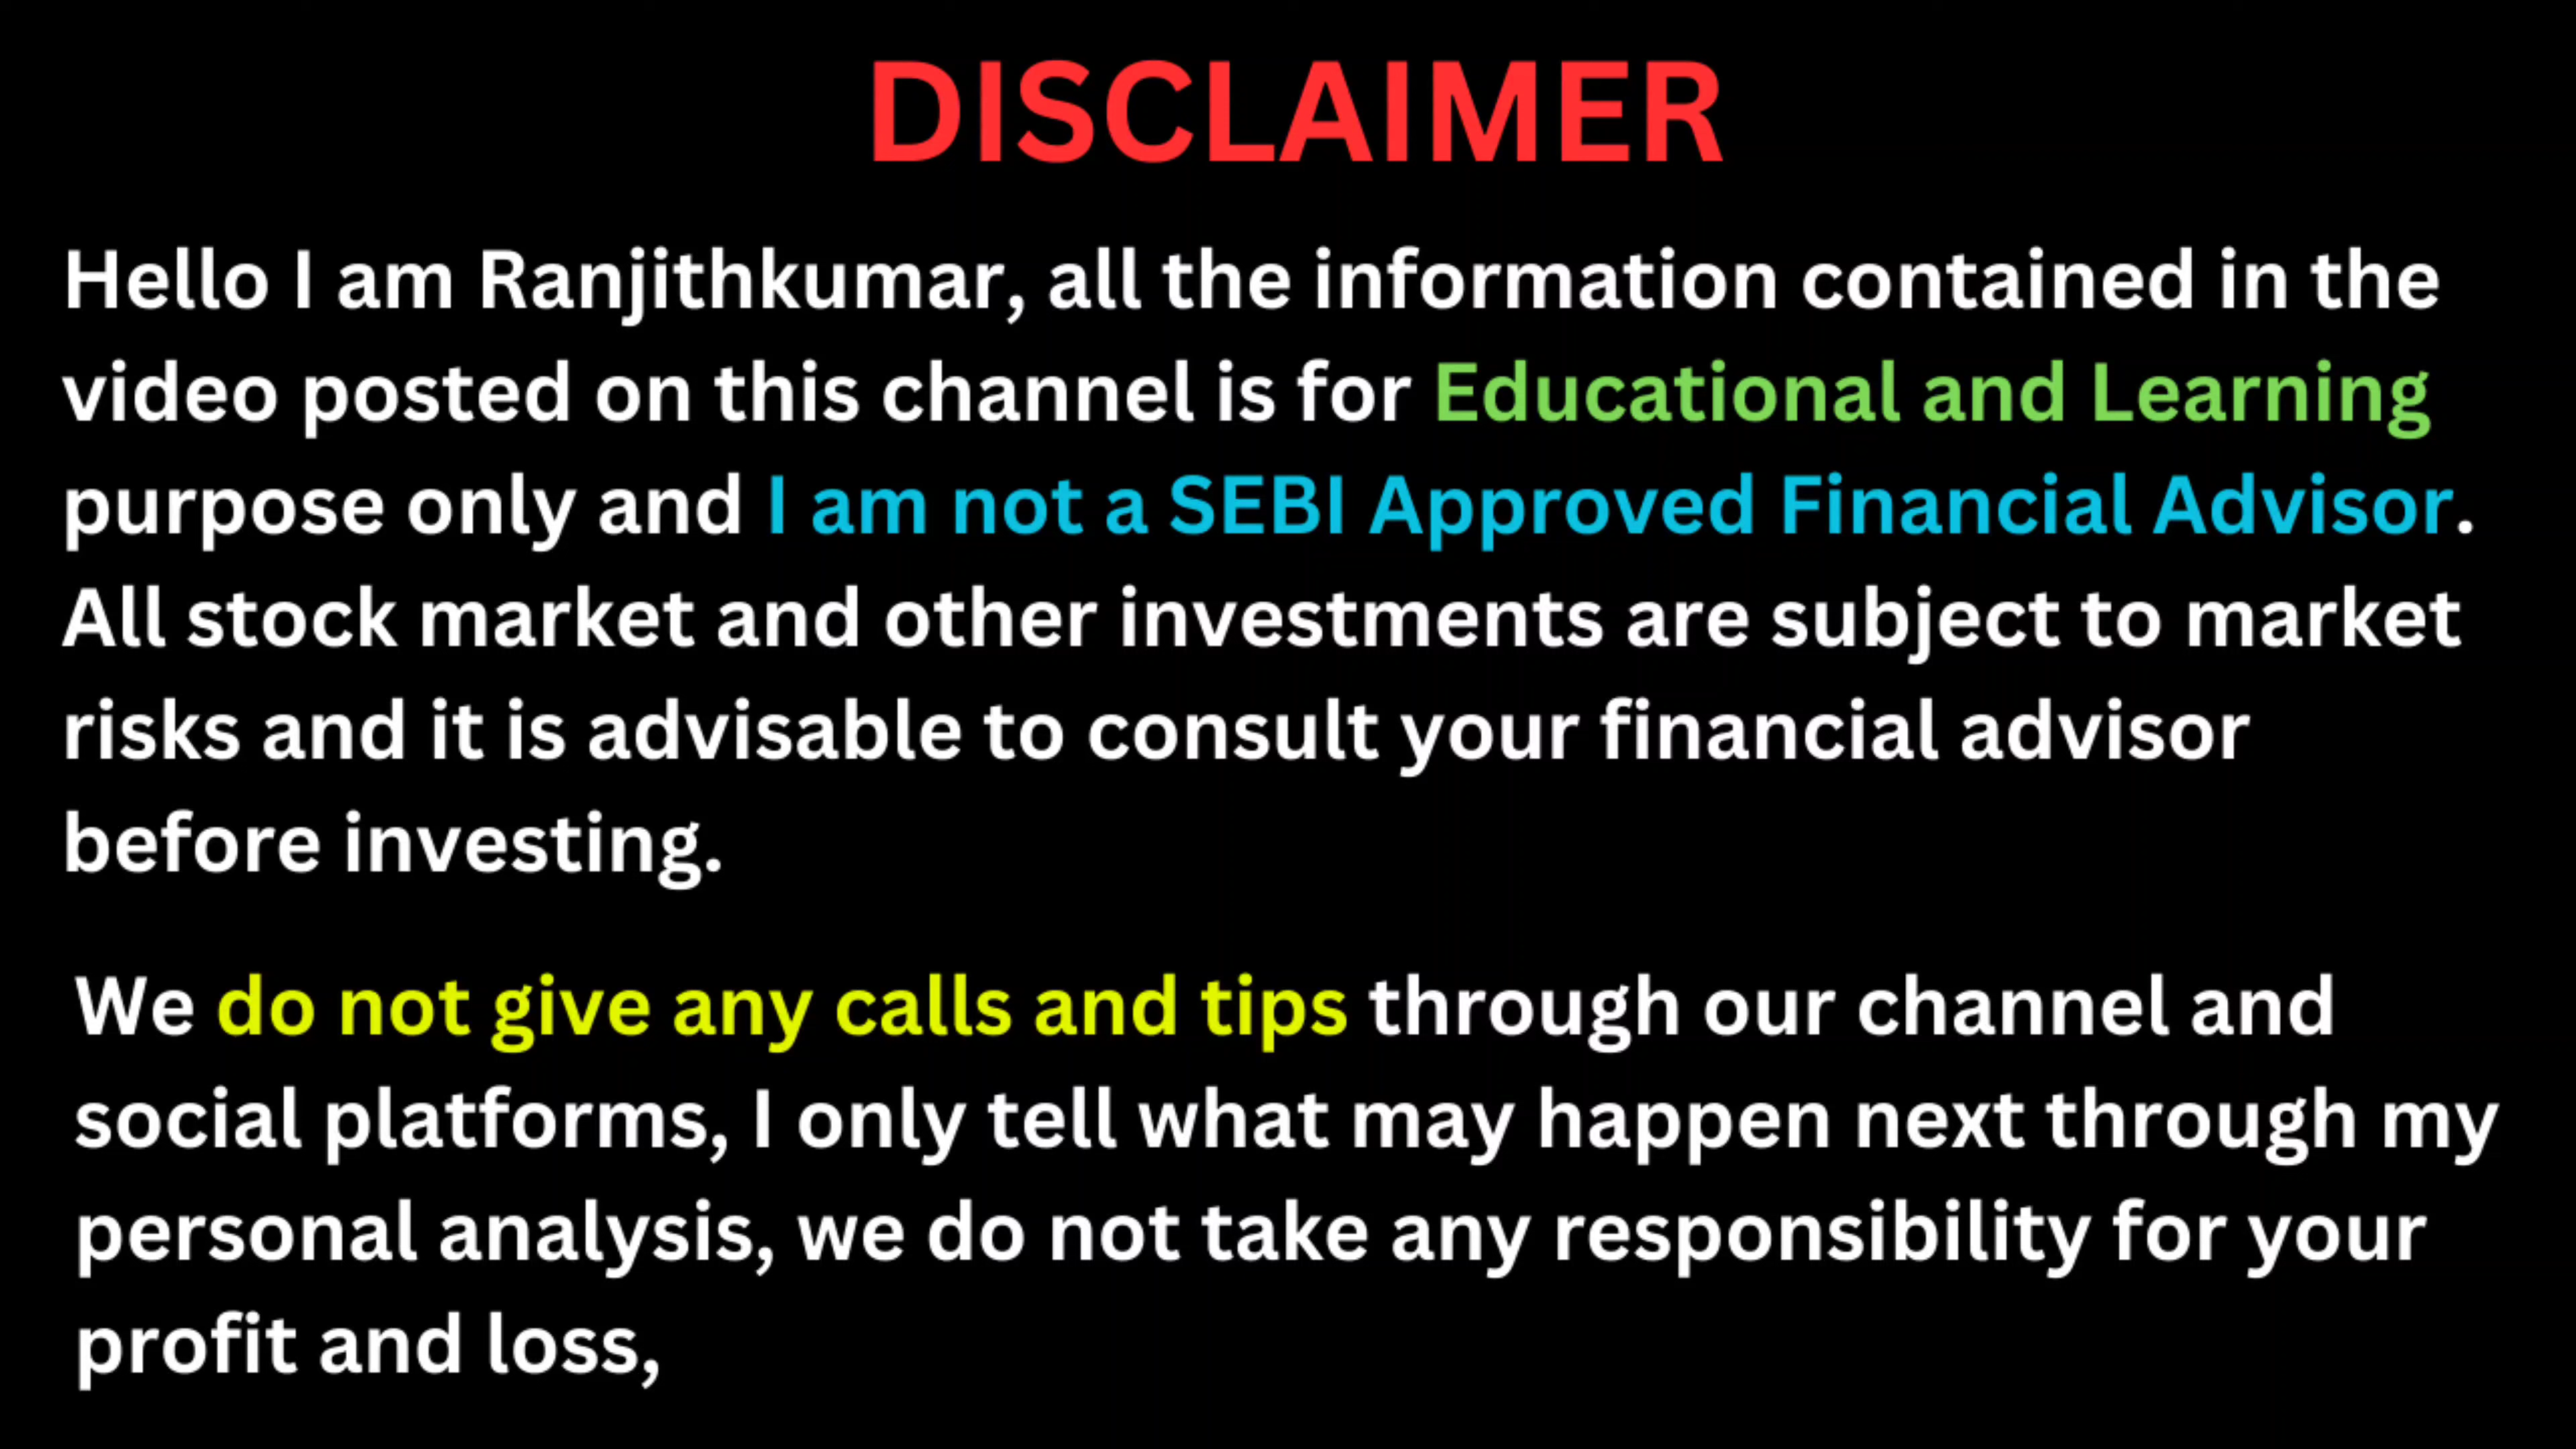 DISCLAIMER
Hello I am Ranjithkumar, all the information contained in the
video posted on this channel is for Educational and Learning
purpose only and I am not a SEBI Approved Financial Advisor.
All stock market and other investments are subject to market
risks and it is advisable to consult your financial advisor
before investing.
We do not give any calls and tips through our channel and
social platforms, I only tell what may happen next through my
personal analysis, we do not take any responsibility for your
profit and loss,